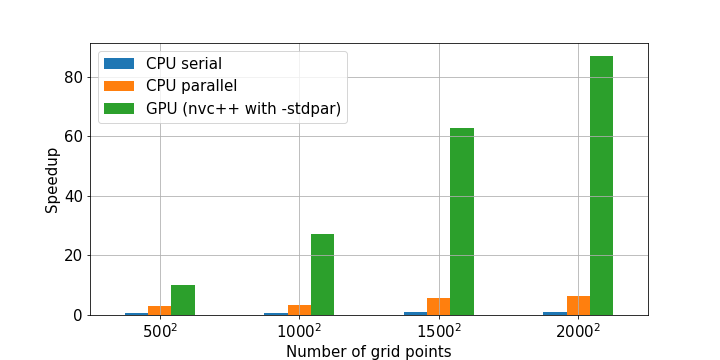 CPU serial
CPU parallel
GPU (nvc++ with -stdpar)
80
60
40
20
0
Speedup
500² 1000² 1500² 2000²
Number of grid points